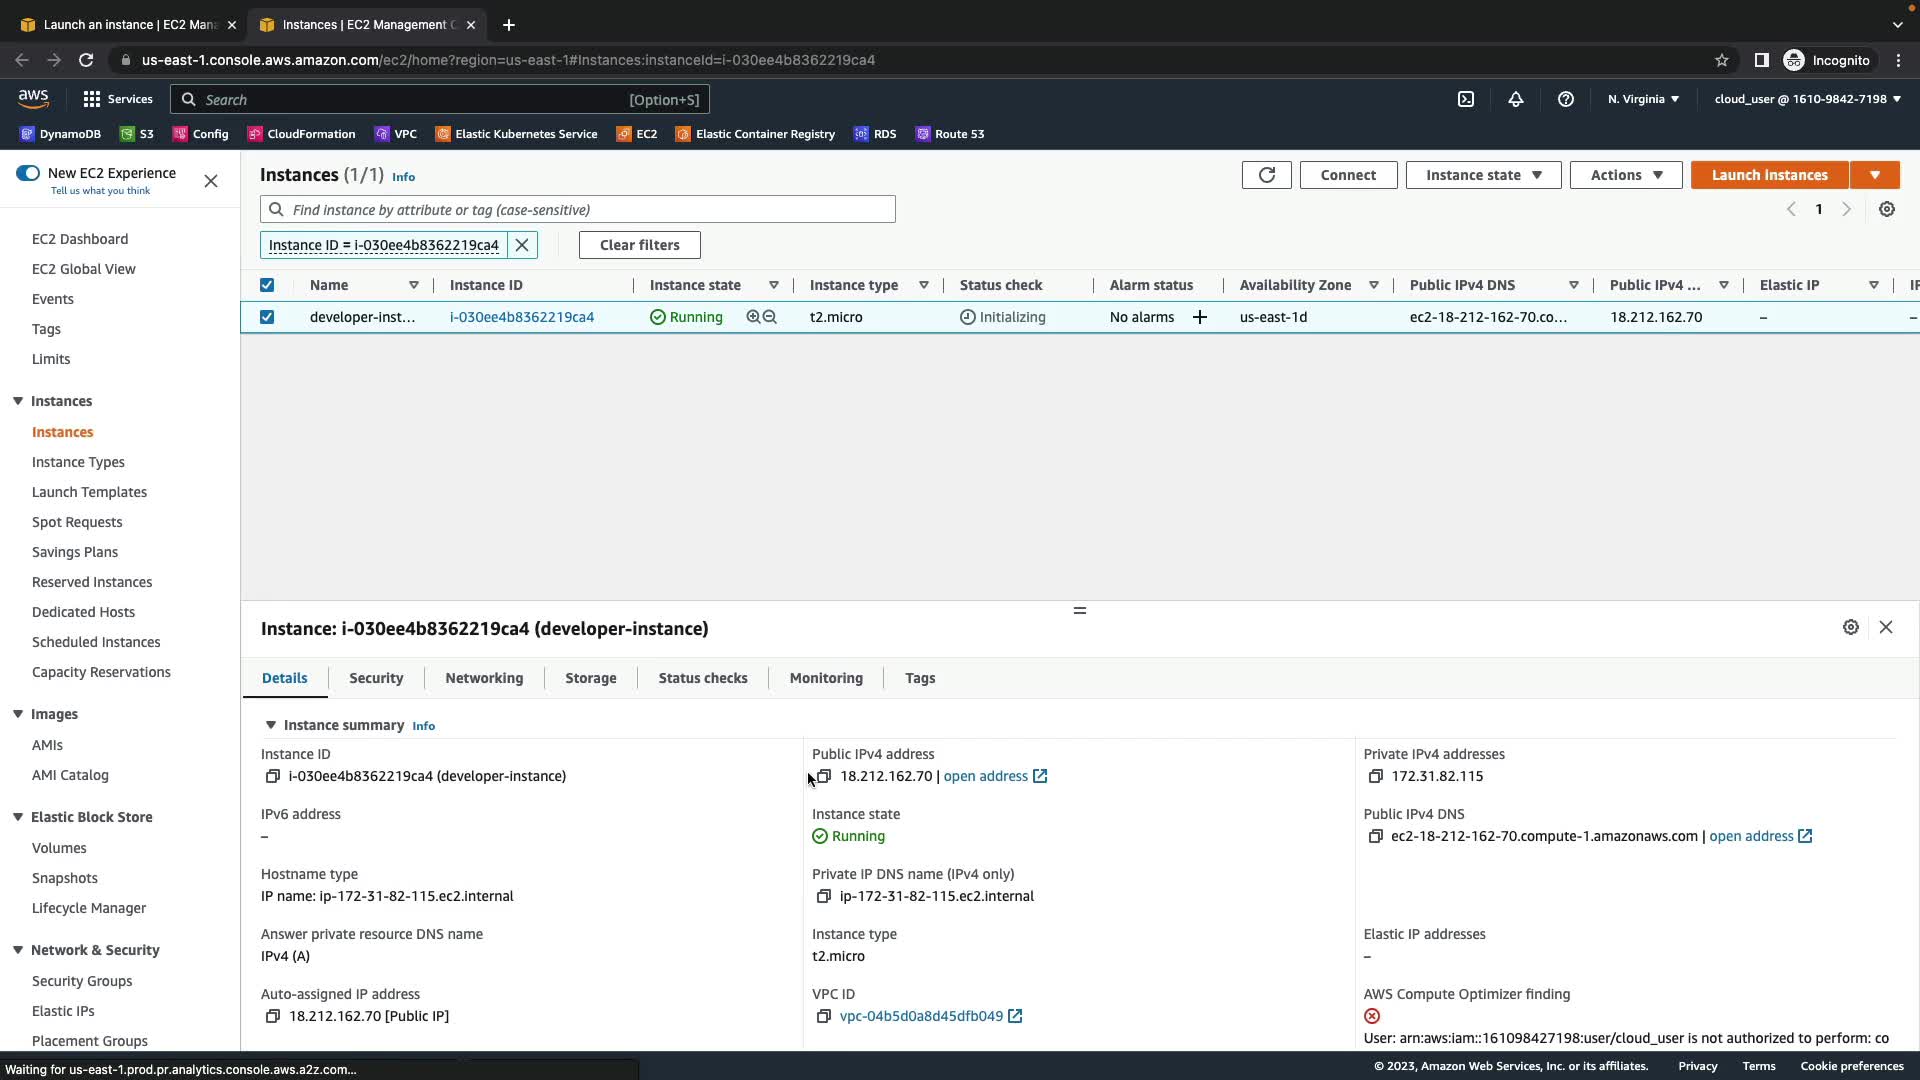 Launch an instance | EC2 Man
Instances | EC2 Management C
us-east-1.console.aws.amazon.com/ec2/home?region=us-east-1#Instances:instanceId=i-030ee4b8362219ca4
Incognito
aws
Services
Search
[Option+S]
N. Virginia
cloud_user @ 1610-9842-7198
DynamoDB
S3
Config
CloudFormation
VPC
Elastic Kubernetes Service
EC2
Elastic Container Registry
RDS
Route 53
New EC2 Experience
Tell us what you think
EC2 Dashboard
EC2 Global View
Events
Tags
Limits
Instances
Instances
Instance Types
Launch Templates
Spot Requests
Savings Plans
Reserved Instances
Dedicated Hosts
Scheduled Instances
Capacity Reservations
Images
AMIs
AMI Catalog
Elastic Block Store
Volumes
Snapshots
Lifecycle Manager
Network & Security
Security Groups
Elastic IPs
Placement Groups
Instances (1/1) Info
Connect
Instance state
Actions
Launch instances
Find instance by attribute or tag (case-sensitive)
1
Instance ID = i-030ee4b8362219ca4
Clear filters
Name
Instance ID
Instance state
Instance type
Status check
Alarm status
Availability Zone
Public IPv4 DNS
Public IPv4 ...
Elastic IP
IP
developer-inst...
i-030ee4b8362219ca4
Running
t2.micro
Initializing
No alarms
us-east-1d
ec2-18-212-162-70.co...
18.212.162.70
–
–
Instance: i-030ee4b8362219ca4 (developer-instance)
Details
Security
Networking
Storage
Status checks
Monitoring
Tags
Instance summary Info
Instance ID
i-030ee4b8362219ca4 (developer-instance)
Public IPv4 address
18.212.162.70 | open address
Private IPv4 addresses
172.31.82.115
IPv6 address
–
Instance state
Running
Public IPv4 DNS
ec2-18-212-162-70.compute-1.amazonaws.com | open address
Hostname type
IP name: ip-172-31-82-115.ec2.internal
Private IP DNS name (IPv4 only)
ip-172-31-82-115.ec2.internal
Answer private resource DNS name
IPv4 (A)
Instance type
t2.micro
Elastic IP addresses
–
Auto-assigned IP address
18.212.162.70 [Public IP]
VPC ID
vpc-04b5d0a8d45dfb049
AWS Compute Optimizer finding
User: arn:aws:iam::161098427198:user/cloud_user is not authorized to perform: co
Waiting for us-east-1.prod.pr.analytics.console.aws.a2z.com...
© 2023, Amazon Web Services, Inc. or its affiliates.
Privacy
Terms
Cookie preferences